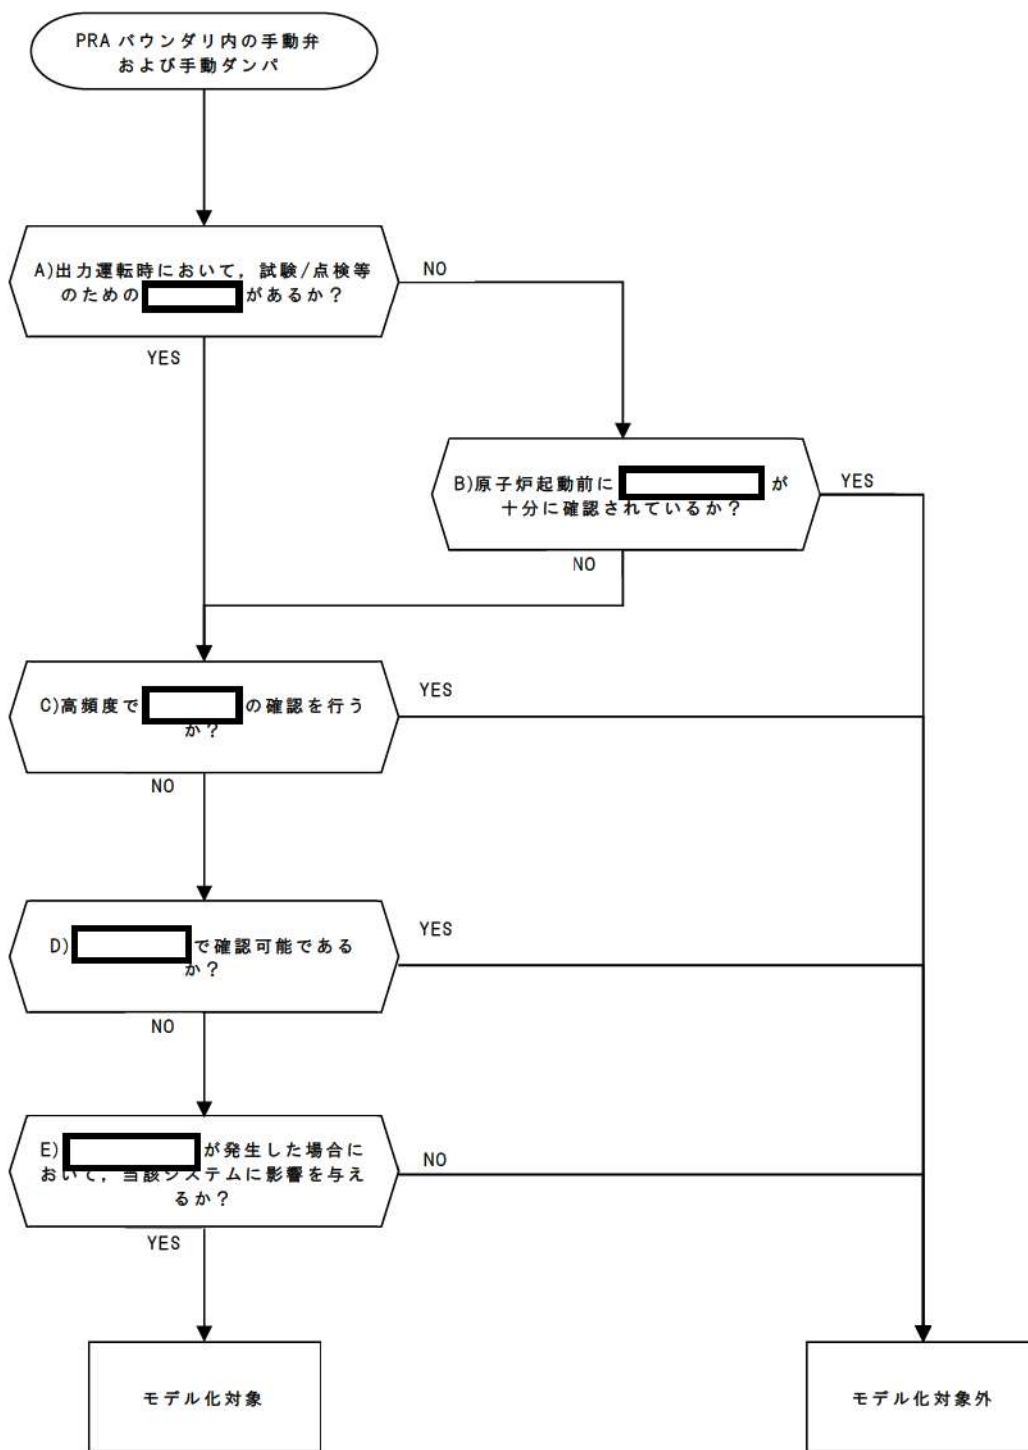 PRA バウンダリ内の手動弁
および手動ダンパ
A)出力運転時において，試験/点検等
のための
があるか？
NO
YES
B)原子炉起動前に
が
十分に確認されているか？
YES
NO
C)高頻度で
の確認を行う
か？
YES
NO
D)
で確認可能である
か？
YES
NO
E)
が発生した場合に
おいて，当該システムに影響を与え
るか？
NO
YES
モデル化対象
モデル化対象外